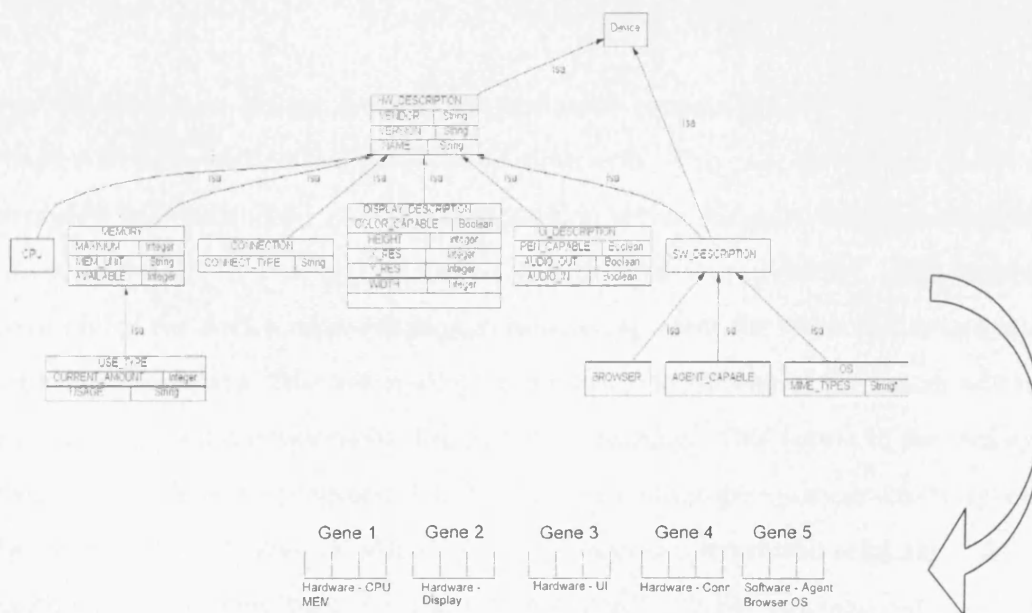 Device
isa
isa
HW_DESCRIPTION
VENDOR String
VERSION String
NAME String
isa
isa
isa
isa
isa
CPU
MEMORY
MAXIMUM Integer
MEM_UNIT String
AVAILABLE Integer
CONNECTION
CONNECT_TYPE String
DISPLAY_DESCRIPTION
COLOR_CAPABLE Boolean
HEIGHT Integer
X_RES Integer
Y_RES Integer
WIDTH Integer
UI_DESCRIPTION
PEN_CAPABLE Boolean
AUDIO_OUT Boolean
AUDIO_IN Boolean
SW_DESCRIPTION
isa
isa
isa
isa
USE_TYPE
CURRENT_AMOUNT Integer
USAGE String
BROWSER
AGENT_CAPABLE
OS
MIME_TYPES String*
Gene 1 Gene 2 Gene 3 Gene 4 Gene 5
Hardware - CPU
MEM
Hardware -
Display
Hardware - UI
Hardware - Conr
Software - Agent
Browser OS